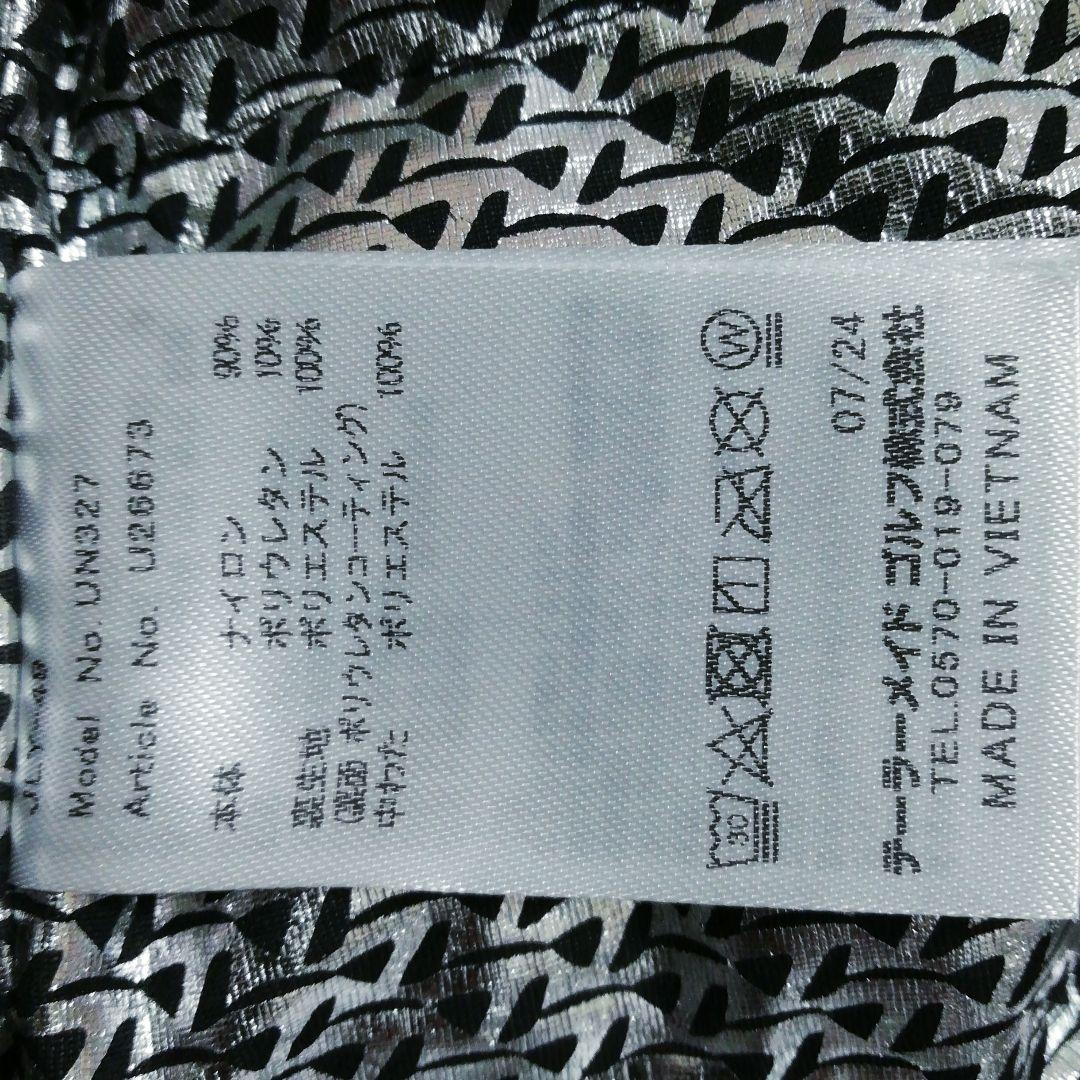 Model No. UN327
Article No. U26673
本体 ナイロン 90%
ポリウレタン 10%
裏生地 ポリエステル 100%
(裏面 ポリウレタンコーティング)
中わた ポリエステル 100%
30
W
07/24
テーラーメイド ゴルフ株式会社
TEL.0570-019-079
MADE IN VIETNAM